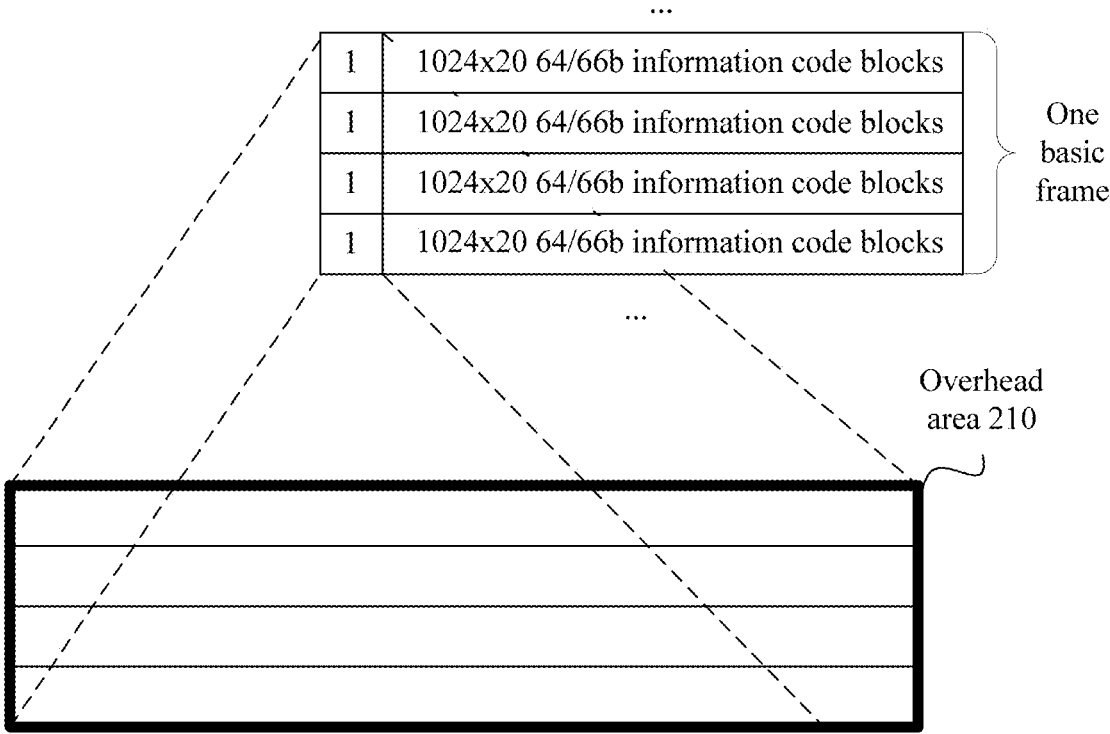 ...
1 1024x20 64/66b information code blocks
1 1024x20 64/66b information code blocks
1 1024x20 64/66b information code blocks
1 1024x20 64/66b information code blocks
One
basic
frame
...
Overhead
area 210